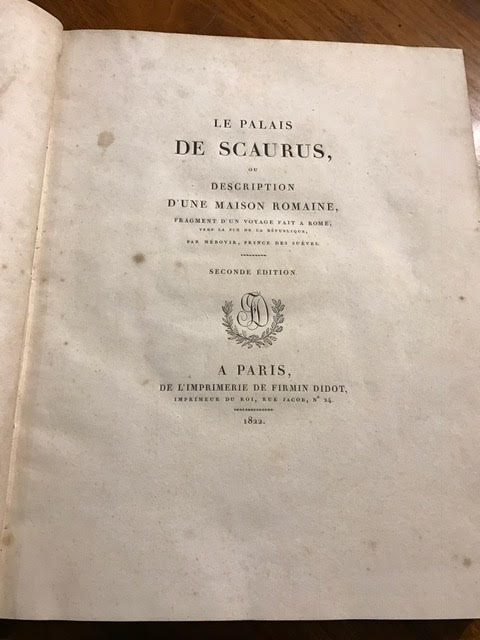 LE PALAIS
DE SCAURUS,
OU
DESCRIPTION
D'UNE MAISON ROMAINE,
FRAGMENT D'UN VOYAGE FAIT A ROME,
VERS LA FIN DE LA RÉPUBLIQUE,
PAR MÉROVIR, PRINCE DES SUÈVES.
SECONDE ÉDITION.
FD
A PARIS,
DE L'IMPRIMERIE DE FIRMIN DIDOT,
IMPRIMEUR DU ROI, RUE JACOB, N° 24.
1822.